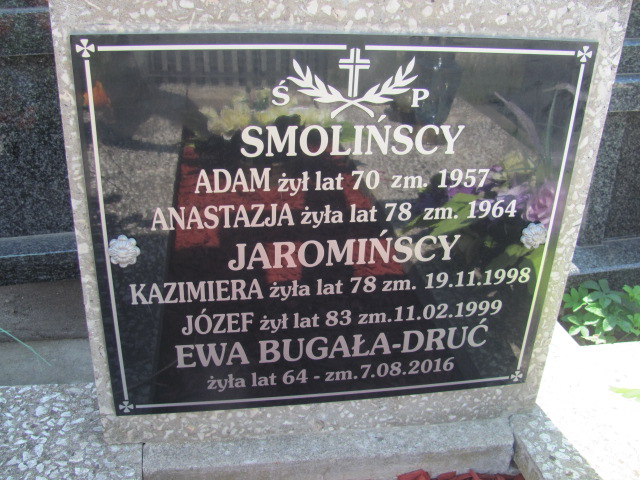 Ś P
SMOLIŃSCY
ADAM żył lat 70 zm. 1957
ANASTAZJA żyła lat 78 zm. 1964
JAROMIŃSCY
KAZIMIERA żyła lat 78 zm. 19.11.1998
JÓZEF żył lat 83 zm.11.02.1999
EWA BUGAŁA-DRUĆ
żyła lat 64 - zm.7.08.2016